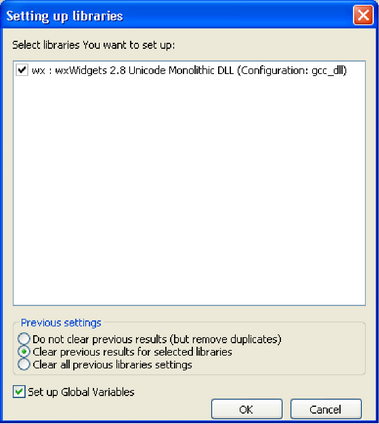 Setting up libraries
Select libraries You want to set up:
wx : wxWidgets 2.8 Unicode Monolithic DLL (Configuration: gcc_dll)
Previous settings
Do not clear previous results (but remove duplicates)
Clear previous results for selected libraries
Clear all previous libraries settings
Set up Global Variables
OK Cancel